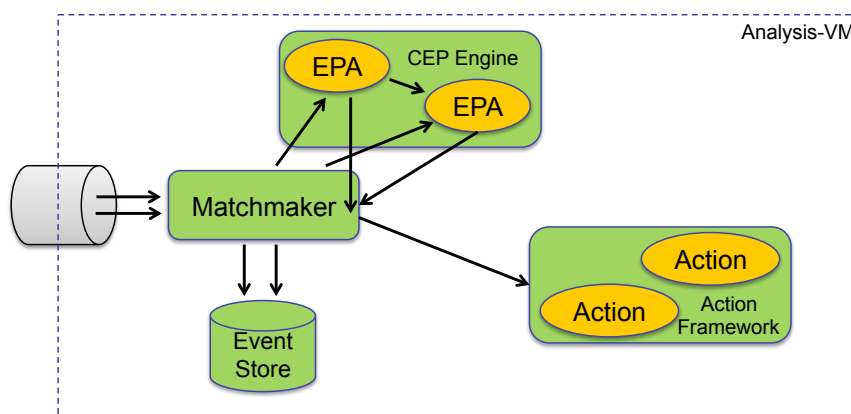 Analysis-VM
CEP Engine
EPA
EPA
Matchmaker
Action
Action
Action
Framework
Event
Store